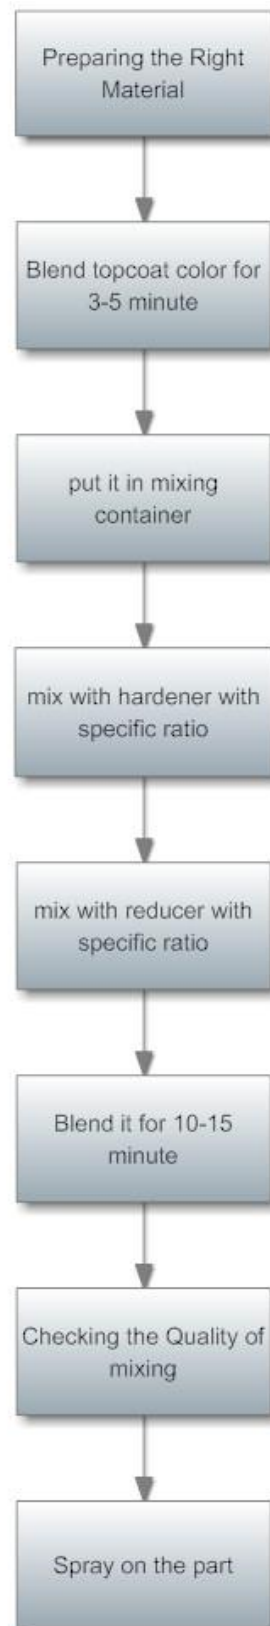 Preparing the Right
Material
Blend topcoat color for
3-5 minute
put it in mixing
container
mix with hardener with
specific ratio
mix with reducer with
specific ratio
Blend it for 10-15
minute
Checking the Quality of
mixing
Spray on the part